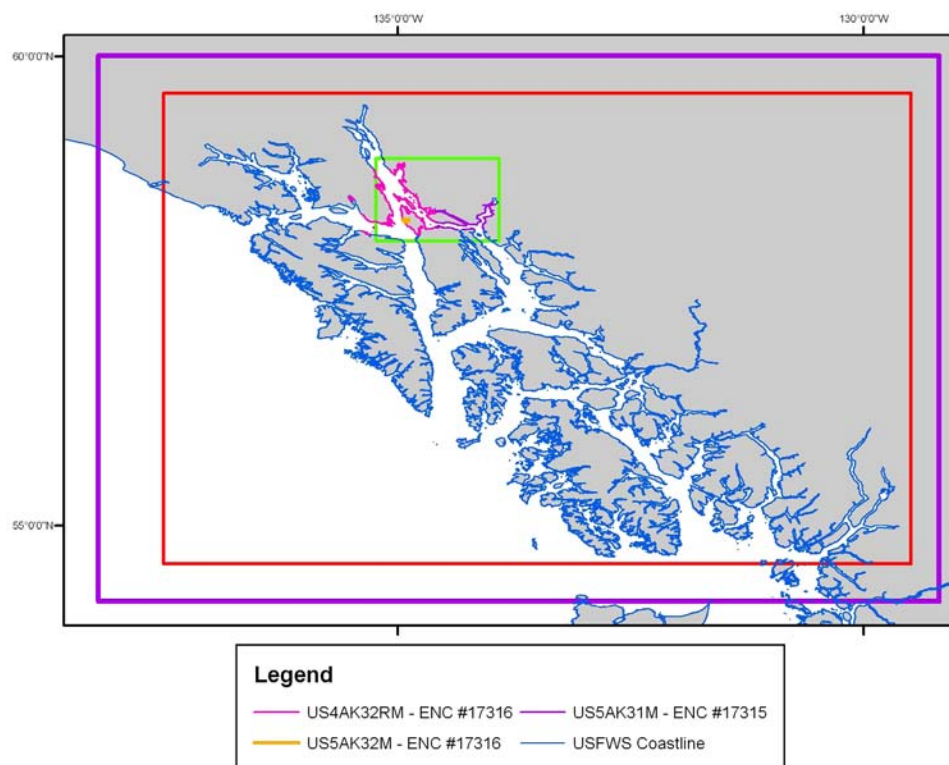 135°0'0"W 130°0'0"W
60°0'0"N
55°0'0"N
Legend
US4AK32RM - ENC #17316 US5AK31M - ENC #17315
US5AK32M - ENC #17316 USFWS Coastline